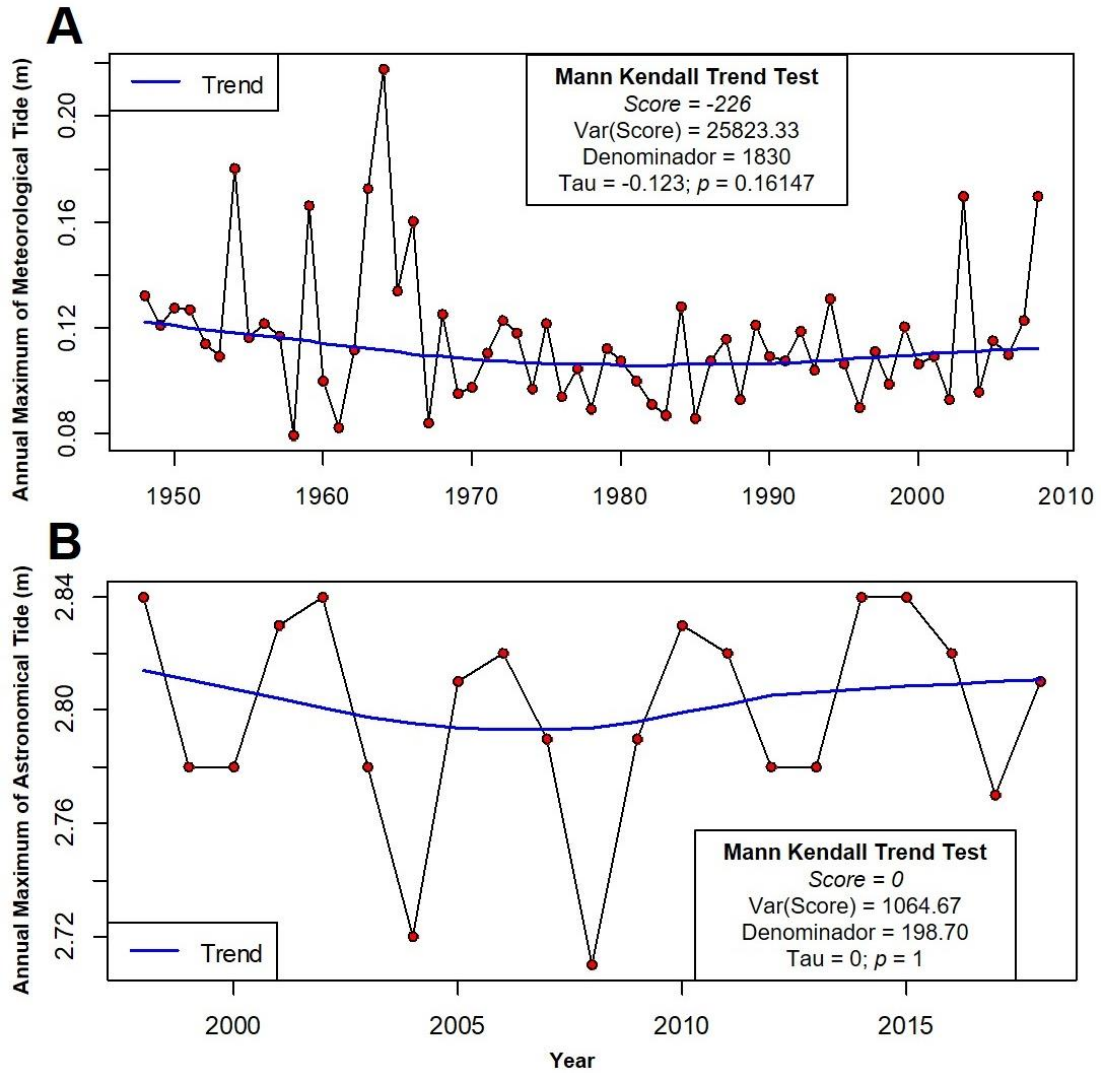 A
Annual Maximum of Meteorological Tide (m)
0.20
0.16
0.12
0.08
Trend
Mann Kendall Trend Test
Score = -226
Var(Score) = 25823.33
Denominador = 1830
Tau = -0.123; p = 0.16147
1950 1960 1970 1980 1990 2000 2010
B
Annual Maximum of Astronomical Tide (m)
2.84
2.80
2.76
2.72
Mann Kendall Trend Test
Score = 0
Var(Score) = 1064.67
Denominador = 198.70
Tau = 0; p = 1
Trend
2000 2005 2010 2015
Year